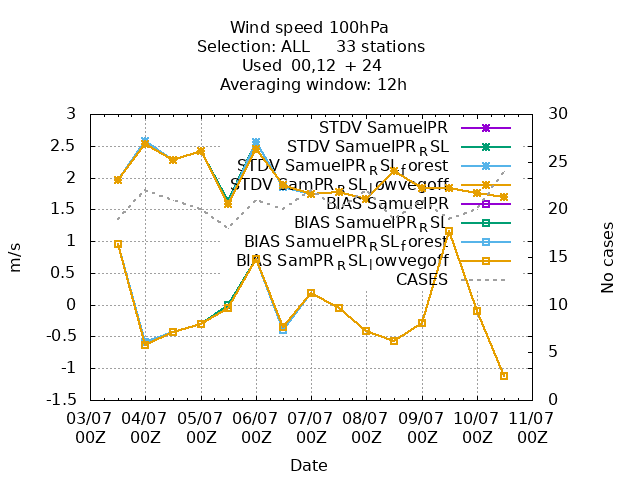 Wind speed 100hPa
Selection: ALL 33 stations
Used 00,12 + 24
Averaging window: 12h
3 30
STDV SamuelPR
2.5 STDV SamuelPR_RSL 25
STDV SamuelPR_RSL_forest
2 STDV SamPR_RSL_lowvegoff 20
1.5 BIAS SamuelPR
BIAS SamuelPR_RSL
1 BIAS SamuelPR_RSL_forest 15
0.5 BIAS SamPR_RSL_lowvegoff
CASES
0 10
-0.5 5
-1
-1.5 0
m/s
No cases
03/07 04/07 05/07 06/07 07/07 08/07 09/07 10/07 11/07
00Z 00Z 00Z 00Z 00Z 00Z 00Z 00Z 00Z
Date